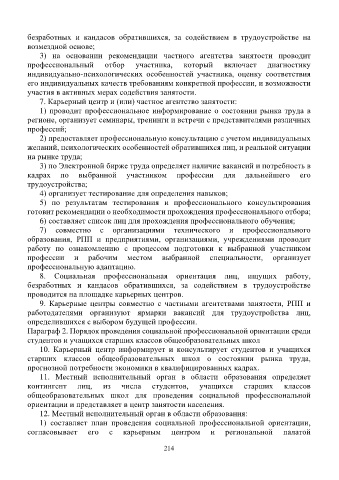 безработных и кандасов обратившихся, за содействием в трудоустройстве на
возмездной основе;
3) на основании рекомендации частного агентства занятости проводит
профессиональный отбор участника, который включает диагностику
индивидуально-психологических особенностей участника, оценку соответствия
его индивидуальных качеств требованиям конкретной профессии, и возможности
участия в активных мерах содействия занятости.
7. Карьерный центр и (или) частное агентство занятости:
1) проводит профессиональное информирование о состоянии рынка труда в
регионе, организует семинары, тренинги и встречи с представителями различных
профессий;
2) предоставляет профессиональную консультацию с учетом индивидуальных
желаний, психологических особенностей обратившихся лиц, и реальной ситуации
на рынке труда;
3) по Электронной бирже труда определяет наличие вакансий и потребность в
кадрах по выбранной участником профессии для дальнейшего его
трудоустройства;
4) организует тестирование для определения навыков;
5) по результатам тестирования и профессионального консультирования
готовит рекомендации о необходимости прохождения профессионального отбора;
6) составляет список лиц для прохождения профессионального обучения;
7) совместно с организациями технического и профессионального
образования, РПП и предприятиями, организациями, учреждениями проводит
работу по ознакомлению с процессом подготовки к выбранной участником
профессии и рабочим местом выбранной специальности, организует
профессиональную адаптацию.
8. Социальная профессиональная ориентация лиц, ищущих работу,
безработных и кандасов обратившихся, за содействием в трудоустройстве
проводится на площадке карьерных центров.
9. Карьерные центры совместно с частными агентствами занятости, РПП и
работодателями организуют ярмарки вакансий для трудоустройства лиц,
определившихся с выбором будущей профессии.
Параграф 2. Порядок проведения социальной профессиональной ориентации среди
студентов и учащихся старших классов общеобразовательных школ
10. Карьерный центр информирует и консультирует студентов и учащихся
старших классов общеобразовательных школ о состоянии рынка труда,
прогнозной потребности экономики в квалифицированных кадрах.
11. Местный исполнительный орган в области образования определяет
контингент лиц, из числа студентов, учащихся старших классов
общеобразовательных школ для проведения социальной профессиональной
ориентации и представляет в центр занятости населения.
12. Местный исполнительный орган в области образования:
1) составляет план проведения социальной профессиональной ориентации,
согласовывает его с карьерным центром и региональной палатой
214